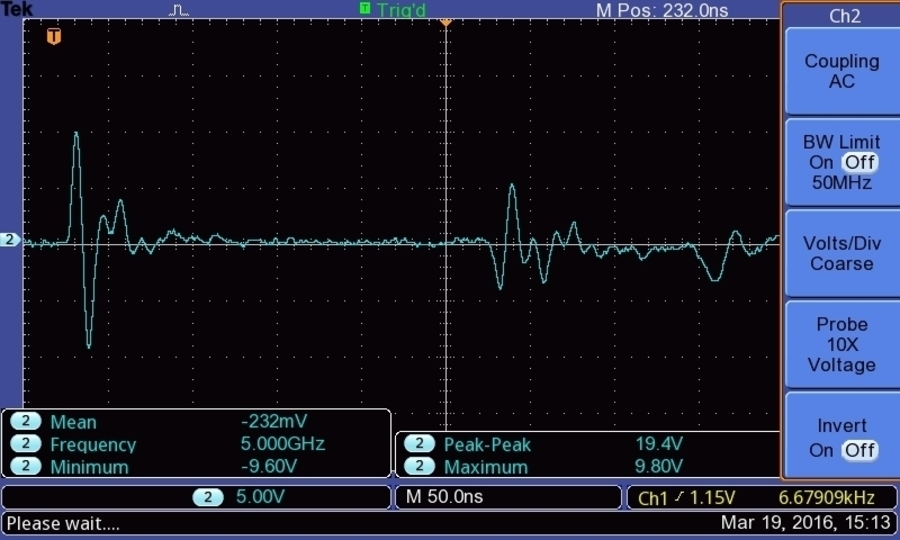 Tek Trig'd M Pos: 232.0ns
T
2
Ch2
Coupling
AC
BW Limit
On Off
50MHz
Volts/Div
Coarse
Probe
10X
Voltage
Invert
On Off
2 Mean -232mV
2 Frequency 5.000GHz
2 Minimum -9.60V
2 Peak-Peak 19.4V
2 Maximum 9.80V
2 5.00V M 50.0ns Ch1 1.15V 6.67909kHz
Please wait.... Mar 19, 2016, 15:13